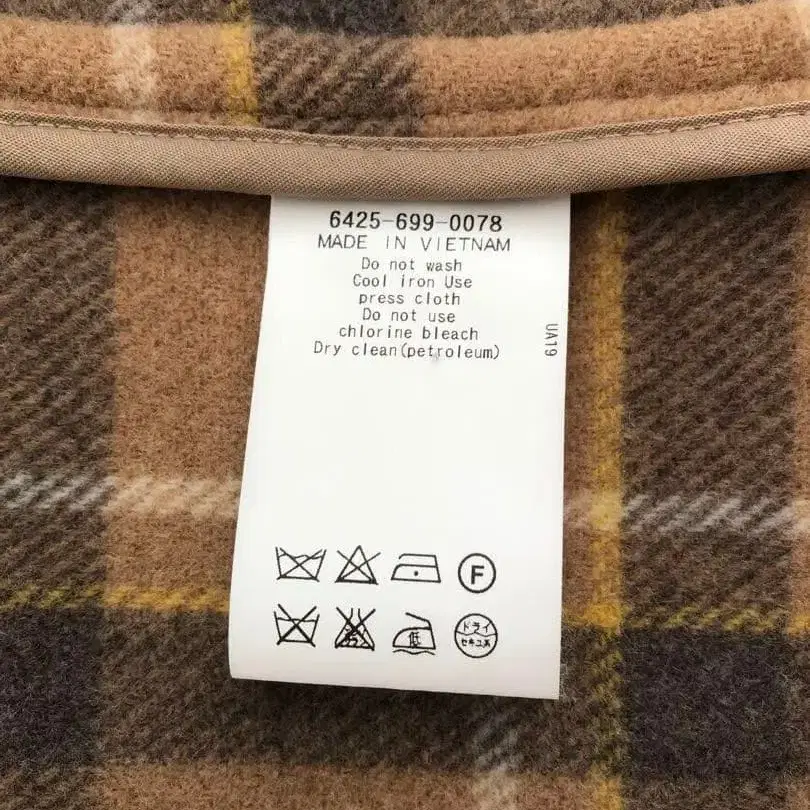 6425-699-0078
MADE IN VIETNAM
Do not wash
Cool iron Use
press cloth
Do not use
chlorine bleach
Dry clean(petroleum)
UA19
F
低
ドライ
セキユ系